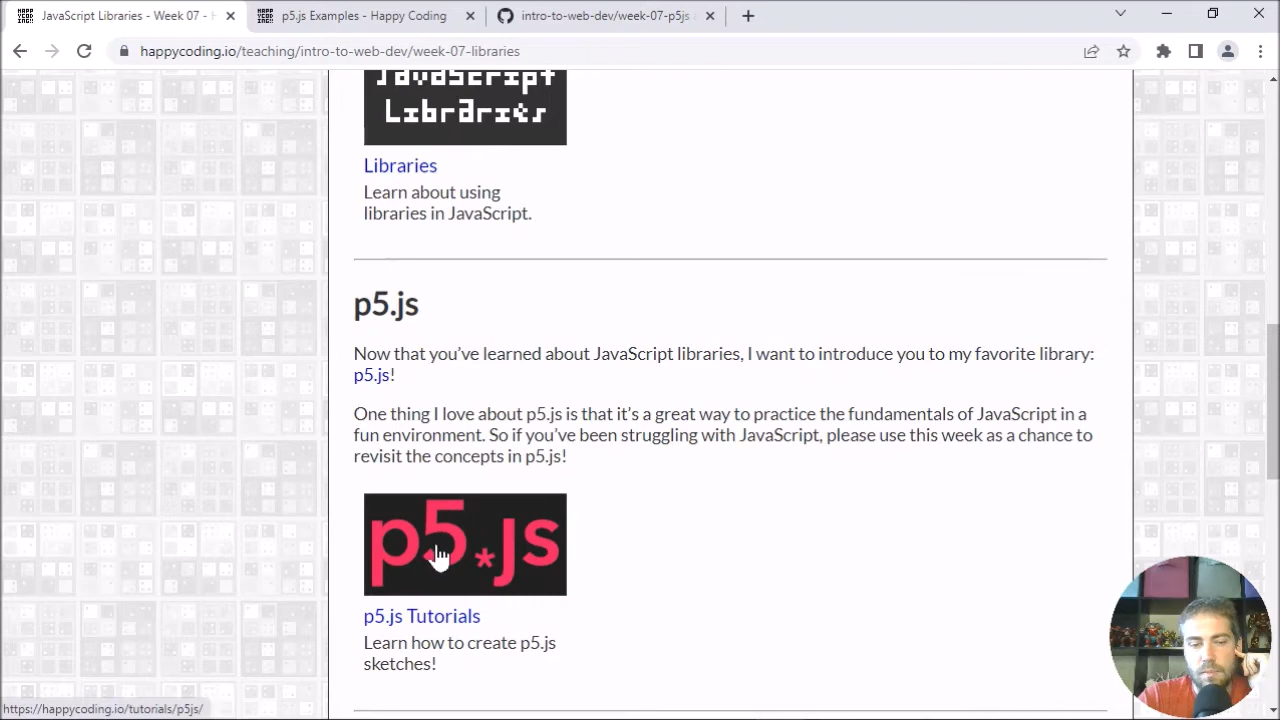 JavaScript Libraries - Week 07 -
p5.js Examples - Happy Coding
intro-to-web-dev/week-07-p5js
happycoding.io/teaching/intro-to-web-dev/week-07-libraries
JavaScript
Libraries
Libraries
Learn about using
libraries in JavaScript.
p5.js
Now that you've learned about JavaScript libraries, I want to introduce you to my favorite library:
p5.js!
One thing I love about p5.js is that it's a great way to practice the fundamentals of JavaScript in a
fun environment. So if you've been struggling with JavaScript, please use this week as a chance to
revisit the concepts in p5.js!
p5*js
p5.js Tutorials
Learn how to create p5.js
sketches!
https://happycoding.io/tutorials/p5js/